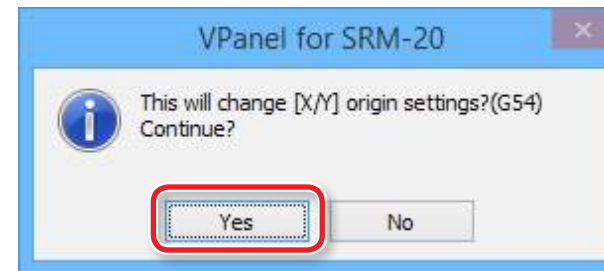 VPanel for SRM-20
This will change [X/Y] origin settings?(G54)
Continue?
Yes
No